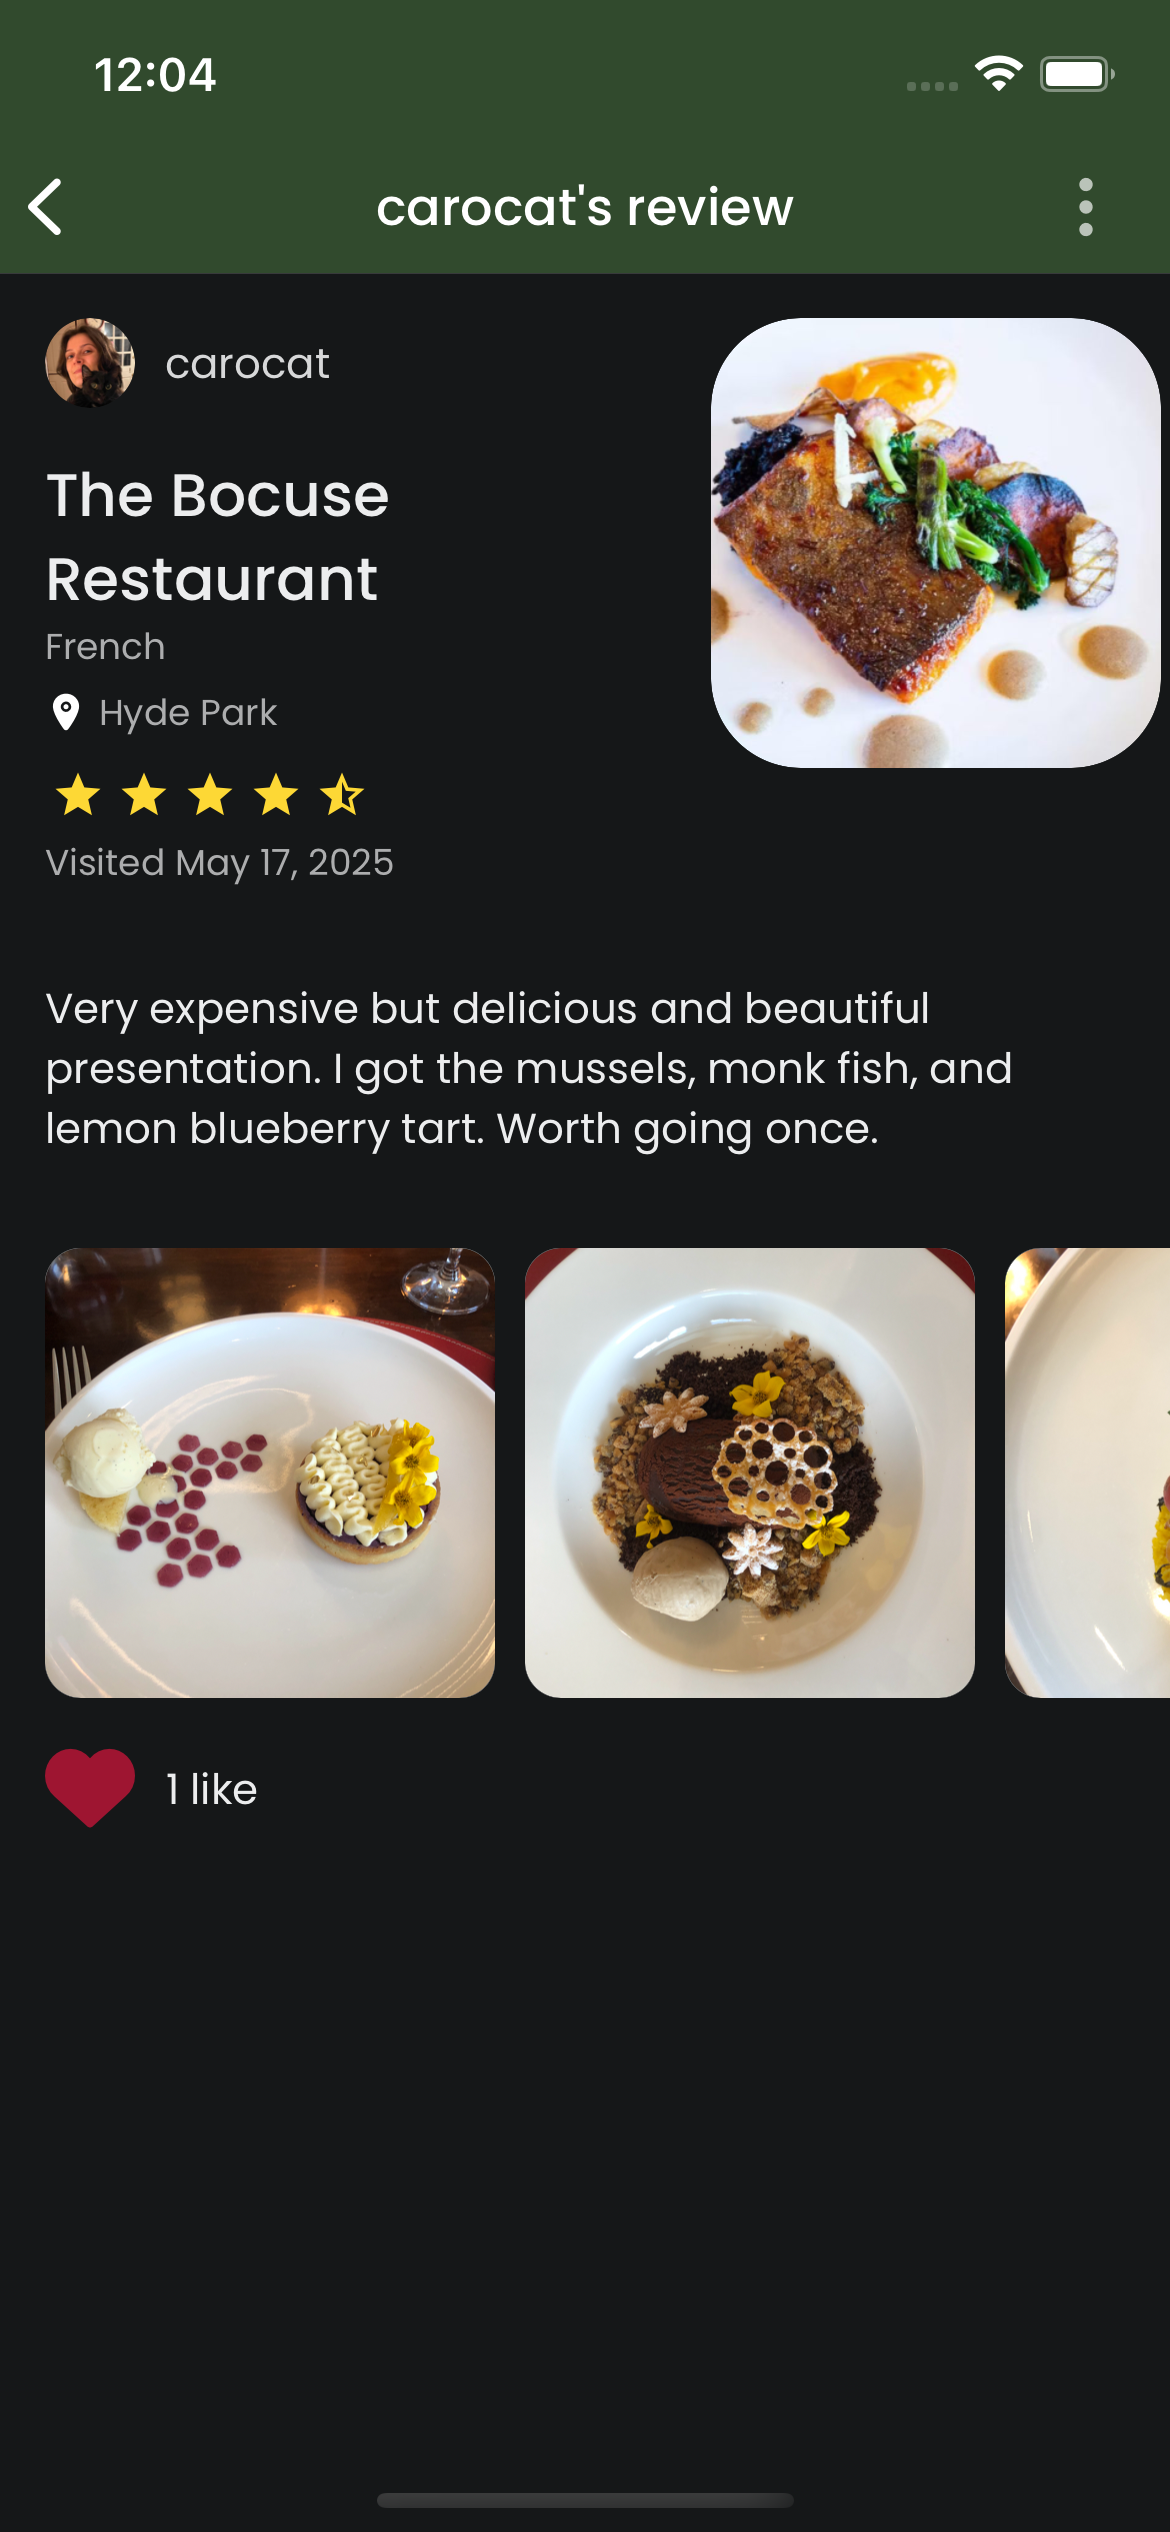 12:04
carocat's review
carocat
The Bocuse
Restaurant
French
Hyde Park
Visited May 17, 2025
Very expensive but delicious and beautiful
presentation. I got the mussels, monk fish, and
lemon blueberry tart. Worth going once.
1 like